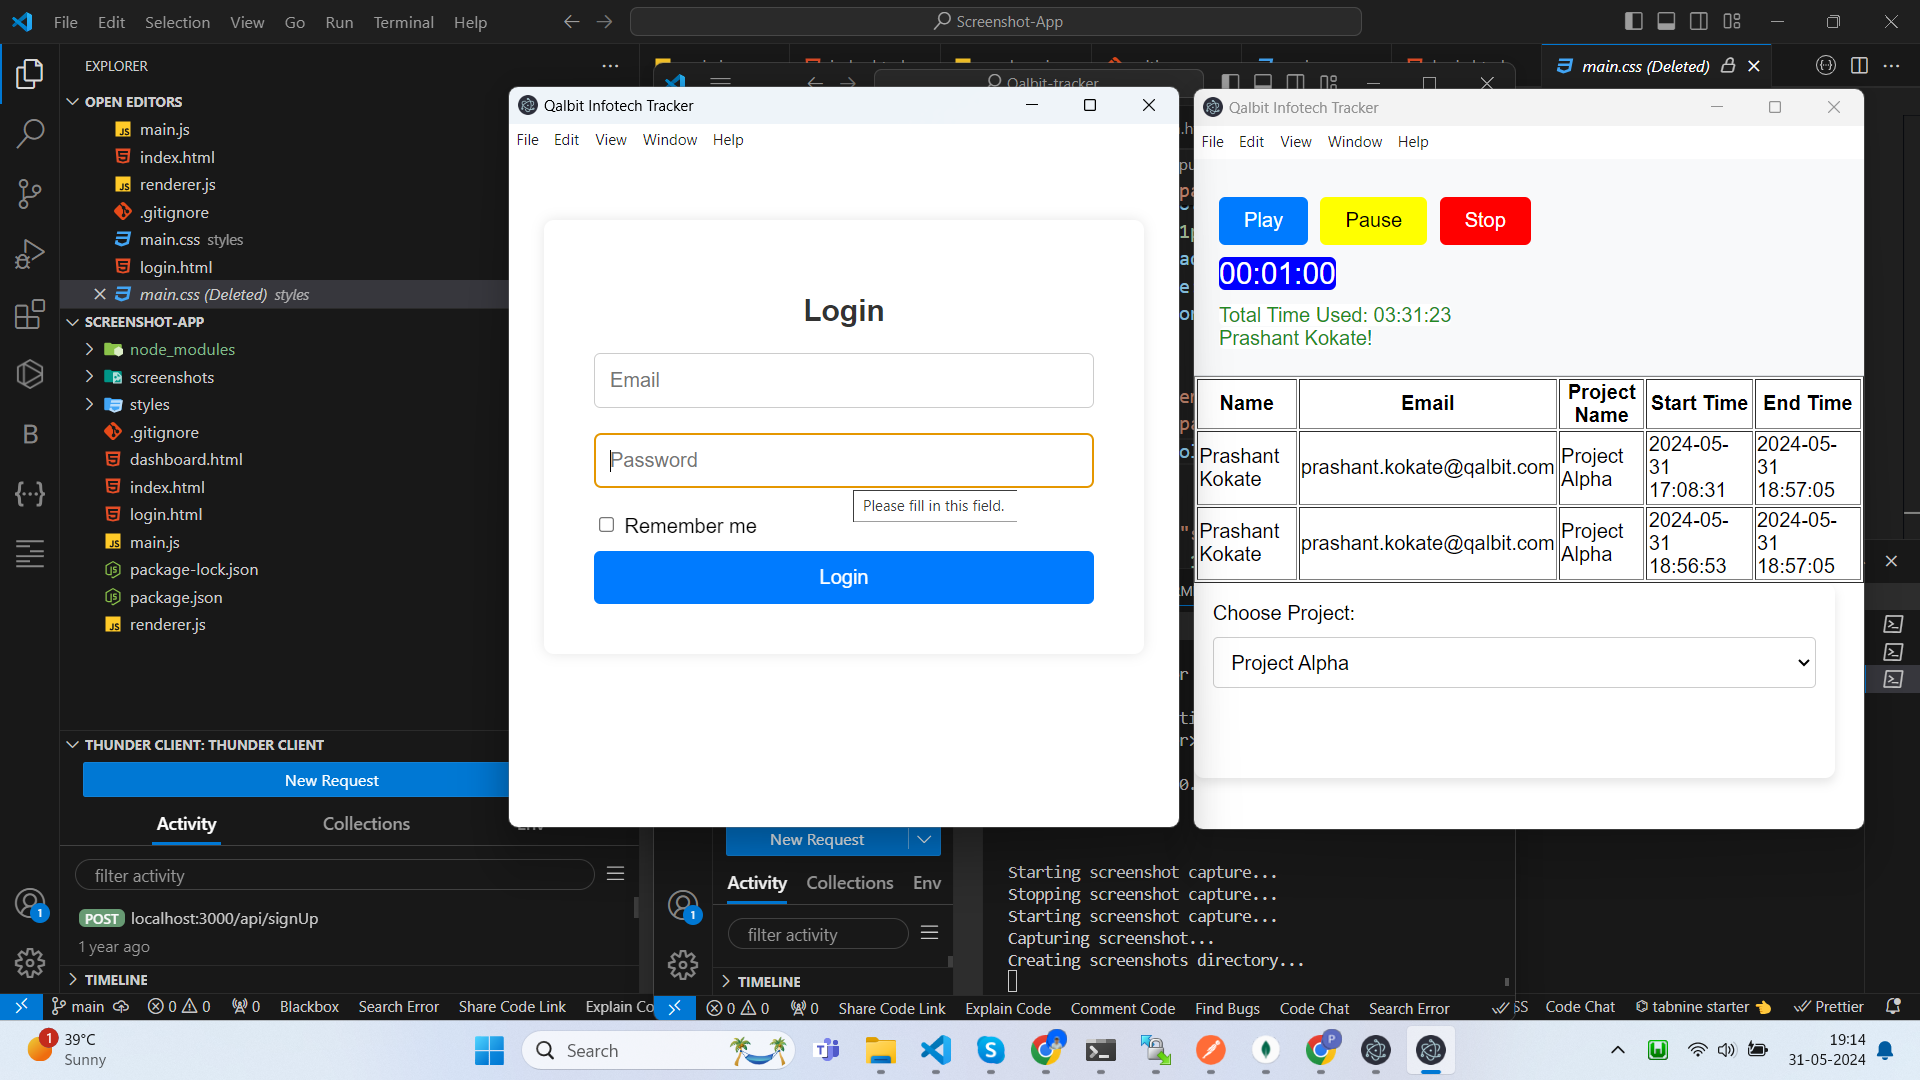 File Edit Selection View Go Run Terminal Help
Screenshot-App
EXPLORER
OPEN EDITORS
main.js
index.html
renderer.js
.gitignore
main.css styles
login.html
main.css (Deleted) styles
SCREENSHOT-APP
node_modules
screenshots
styles
.gitignore
dashboard.html
index.html
login.html
main.js
package-lock.json
package.json
renderer.js
THUNDER CLIENT: THUNDER CLIENT
New Request
Activity Collections
filter activity
POST localhost:3000/api/signUp
1 year ago
TIMELINE
main 0 0 0 Blackbox Search Error Share Code Link Explain Co
main.css (Deleted)
Qalbit-tracker
Qalbit Infotech Tracker
File Edit View Window Help
Login
Email
Password
Please fill in this field.
Remember me
Login
Qalbit Infotech Tracker
File Edit View Window Help
Play Pause Stop
00:01:00
Total Time Used: 03:31:23
Prashant Kokate!
Name Email Project Name Start Time End Time
Prashant Kokate prashant.kokate@qalbit.com Project Alpha 2024-05-31 17:08:31 2024-05-31 18:57:05
Prashant Kokate prashant.kokate@qalbit.com Project Alpha 2024-05-31 18:56:53 2024-05-31 18:57:05
Choose Project:
Project Alpha
New Request
Activity Collections Env
filter activity
TIMELINE
Starting screenshot capture...
Stopping screenshot capture...
Starting screenshot capture...
Capturing screenshot...
Creating screenshots directory...
0 0 0 Share Code Link Explain Code Comment Code Find Bugs Code Chat Search Error
SS Code Chat tabnine starter Prettier
39°C
Sunny
Search
19:14
31-05-2024